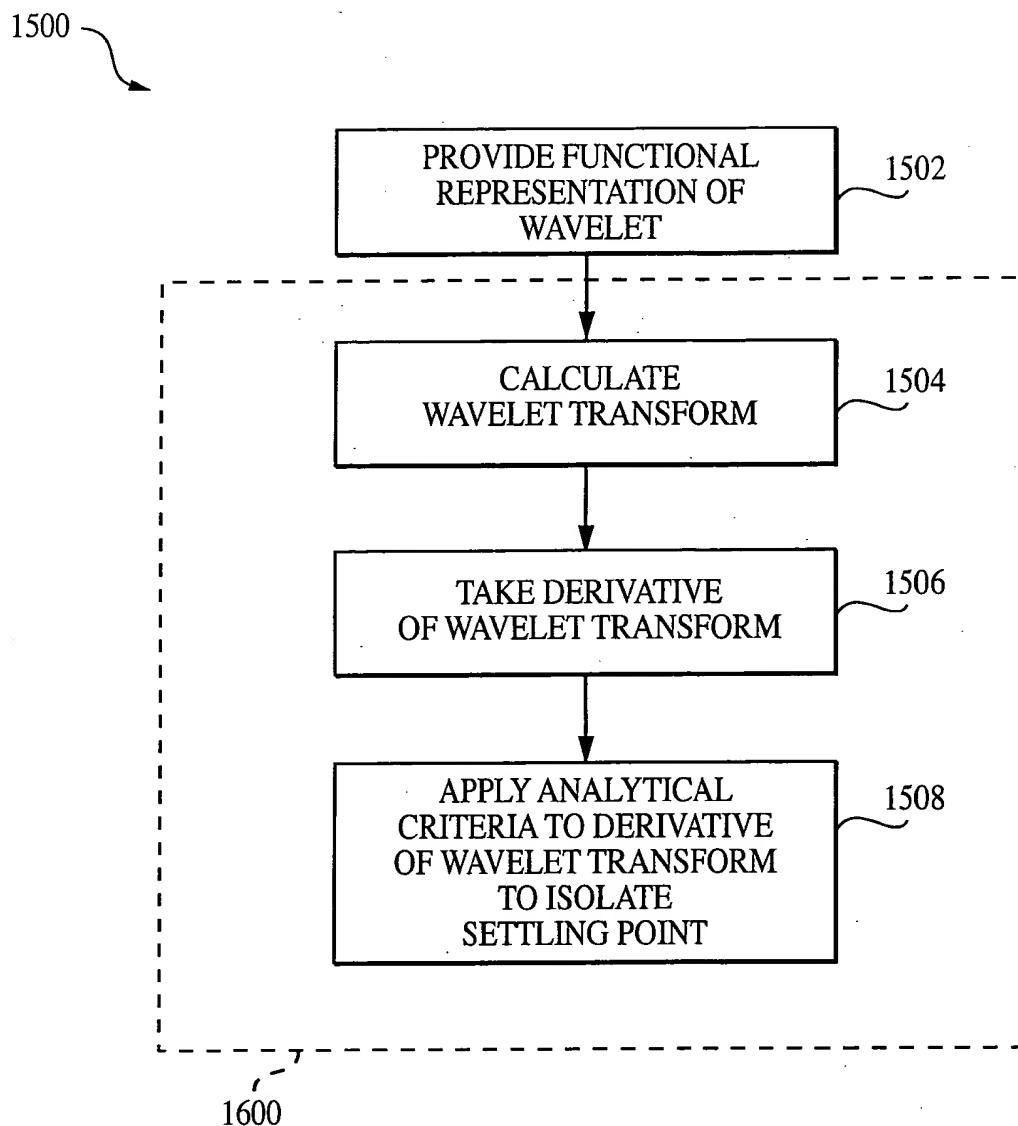 1500
PROVIDE FUNCTIONAL
REPRESENTATION OF
WAVELET
1502
CALCULATE
WAVELET TRANSFORM
1504
TAKE DERIVATIVE
OF WAVELET TRANSFORM
1506
APPLY ANALYTICAL
CRITERIA TO DERIVATIVE
OF WAVELET TRANSFORM
TO ISOLATE
SETTLING POINT
1508
1600